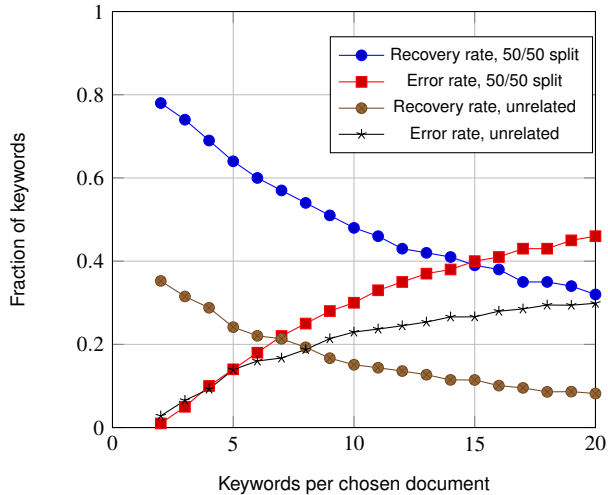 1
0.8
0.6
0.4
0.2
0
0
5
10
15
20
Fraction of keywords
Keywords per chosen document
Recovery rate, 50/50 split
Error rate, 50/50 split
Recovery rate, unrelated
Error rate, unrelated